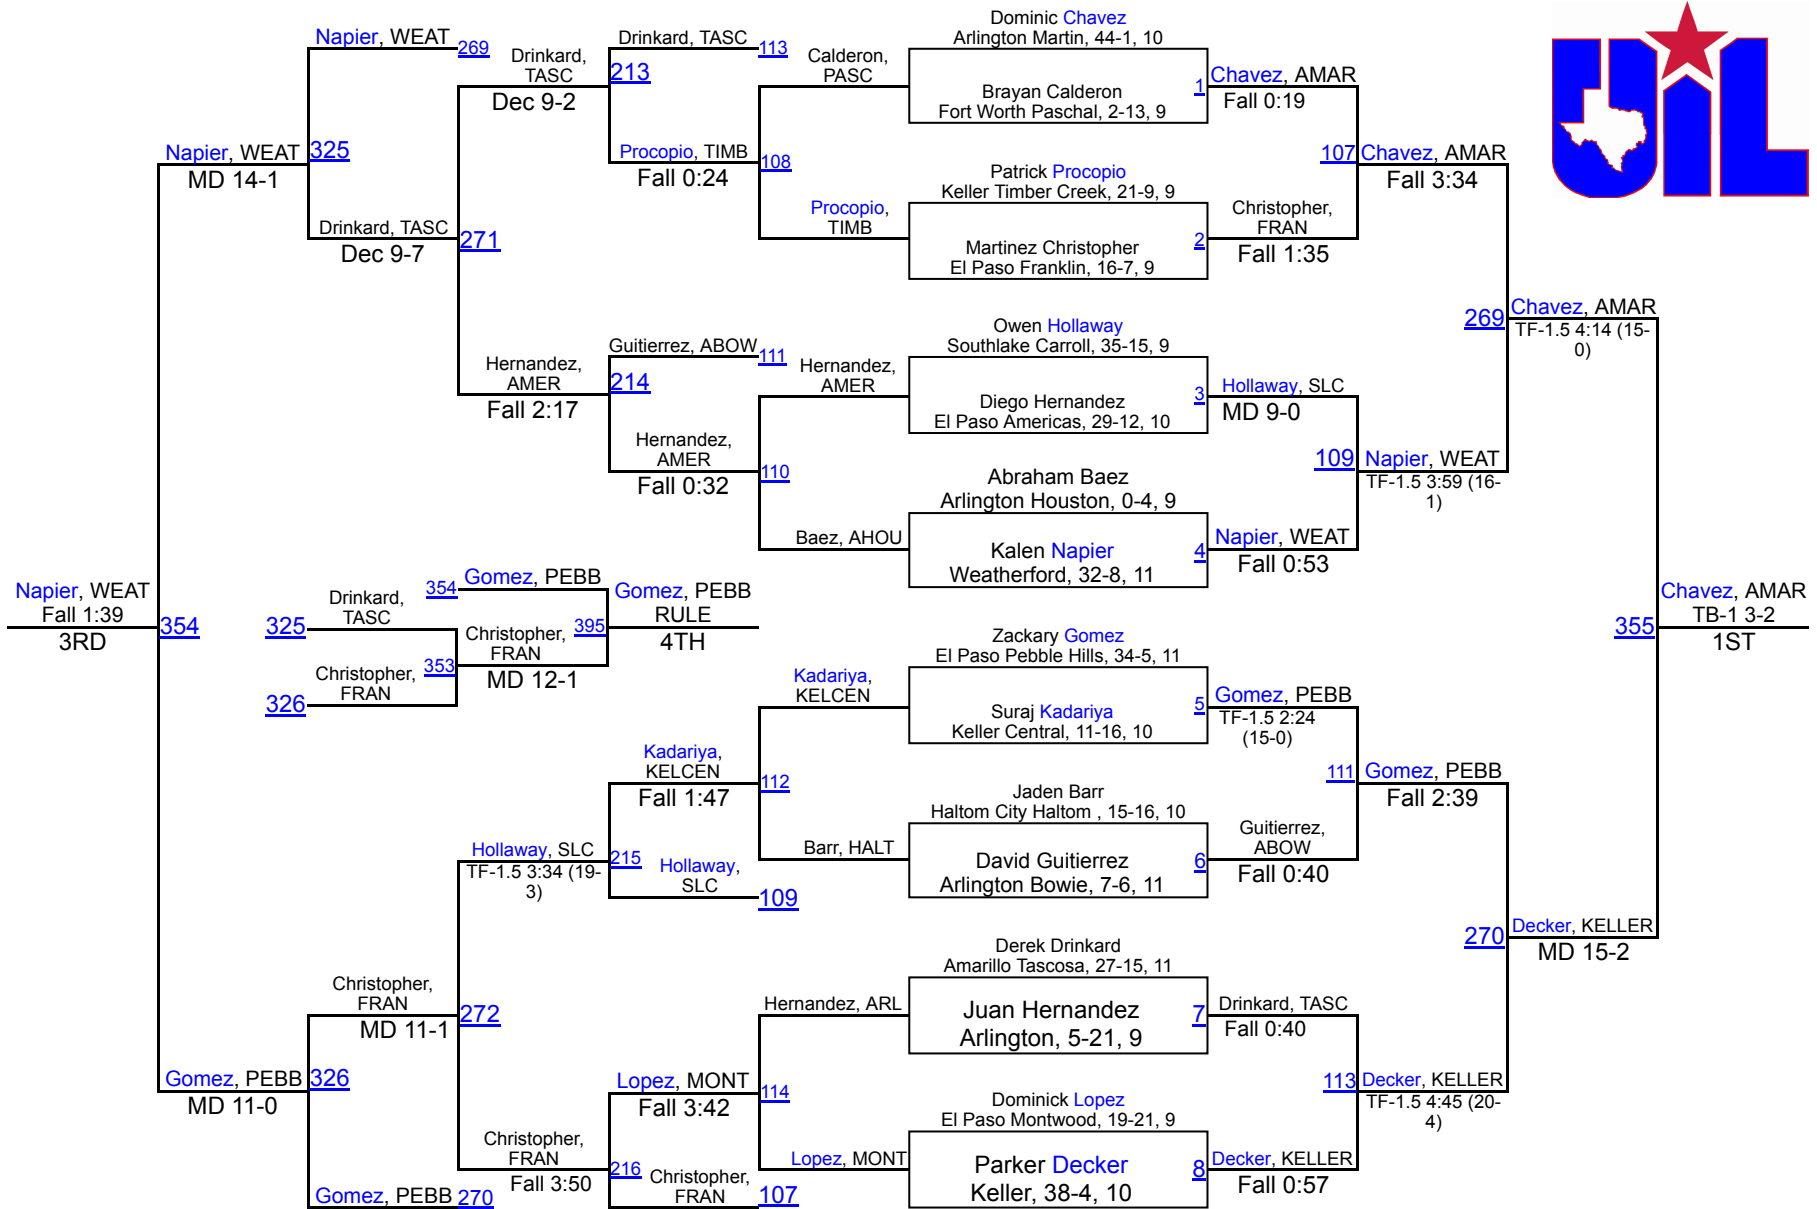 Dominic Chavez
Arlington Martin, 44-1, 10
Brayan Calderon
Fort Worth Paschal, 2-13, 9
Patrick Procopio
Keller Timber Creek, 21-9, 9
Martinez Christopher
El Paso Franklin, 16-7, 9
Owen Hollaway
Southlake Carroll, 35-15, 9
Diego Hernandez
El Paso Americas, 29-12, 10
Abraham Baez
Arlington Houston, 0-4, 9
Kalen Napier
Weatherford, 32-8, 11
Zackary Gomez
El Paso Pebble Hills, 34-5, 11
Suraj Kadariya
Keller Central, 11-16, 10
Jaden Barr
Haltom City Haltom , 15-16, 10
David Guitierrez
Arlington Bowie, 7-6, 11
Derek Drinkard
Amarillo Tascosa, 27-15, 11
Juan Hernandez
Arlington, 5-21, 9
Dominick Lopez
El Paso Montwood, 19-21, 9
Parker Decker
Keller, 38-4, 10
1
Chavez, AMAR
Fall 0:19
2
Christopher,
FRAN
Fall 1:35
3
Hollaway, SLC
MD 9-0
4
Napier, WEAT
Fall 0:53
5
Gomez, PEBB
TF-1.5 2:24
(15-0)
6
Guitierrez,
ABOW
Fall 0:40
7
Drinkard, TASC
Fall 0:40
8
Decker, KELLER
Fall 0:57
107
Chavez, AMAR
Fall 3:34
109
Napier, WEAT
TF-1.5 3:59 (16-
1)
111
Gomez, PEBB
Fall 2:39
113
Decker, KELLER
TF-1.5 4:45 (20-
4)
269
Chavez, AMAR
TF-1.5 4:14 (15-
0)
270
Decker, KELLER
MD 15-2
355
Chavez, AMAR
TB-1 3-2
1ST
UIL
Calderon,
PASC
Procopio,
TIMB
Hernandez,
AMER
Baez, AHOU
Kadariya,
KELCEN
Barr, HALT
Hernandez, ARL
Lopez, MONT
Drinkard, TASC
113
Procopio, TIMB
108
Fall 0:24
Guitierrez, ABOW
111
Hernandez,
AMER
110
Fall 0:32
Kadariya,
KELCEN
112
Fall 1:47
Hollaway,
SLC
109
Lopez, MONT
114
Fall 3:42
Christopher,
FRAN
107
Drinkard,
TASC
213
Dec 9-2
Hernandez,
AMER
214
Fall 2:17
Hollaway, SLC
215
TF-1.5 3:34 (19-
3)
Christopher,
FRAN
216
Fall 3:50
Napier, WEAT
269
Drinkard, TASC
271
Dec 9-7
Christopher,
FRAN
272
MD 11-1
Gomez, PEBB
270
Napier, WEAT
325
MD 14-1
Gomez, PEBB
326
MD 11-0
Napier, WEAT
Fall 1:39
354
3RD
325
Drinkard,
TASC
326
Christopher,
FRAN
353
354
Gomez, PEBB
Christopher,
FRAN
MD 12-1
395
Gomez, PEBB
RULE
4TH